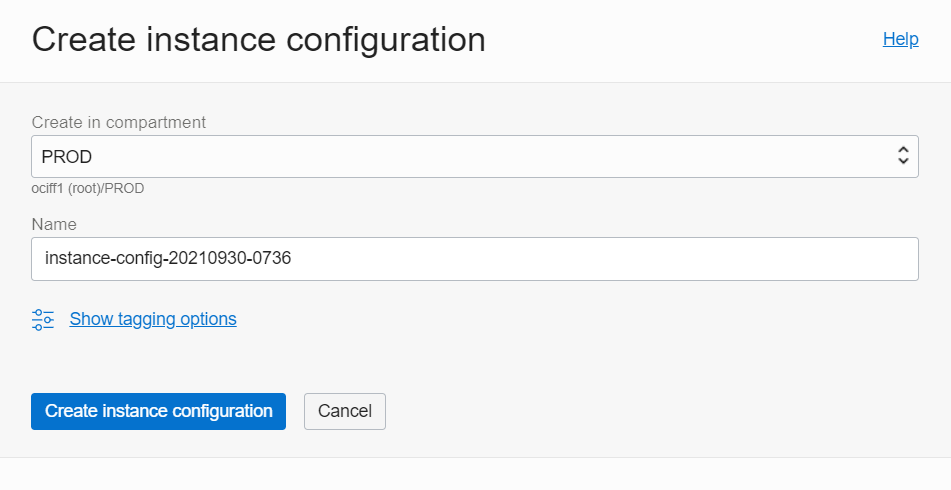 Create instance configuration
Help
Create in compartment
PROD
ociff1 (root)/PROD
Name
instance-config-20210930-0736
Show tagging options
Create instance configuration
Cancel